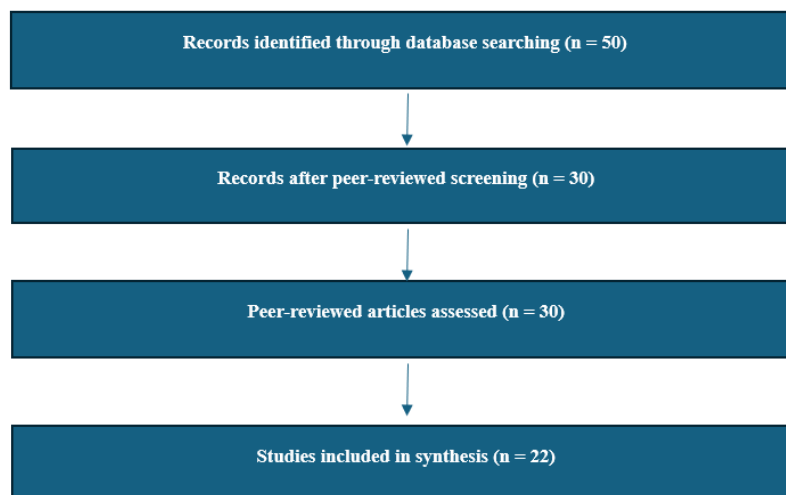 Records identified through database searching (n = 50)
Records after peer-reviewed screening (n = 30)
Peer-reviewed articles assessed (n = 30)
Studies included in synthesis (n = 22)